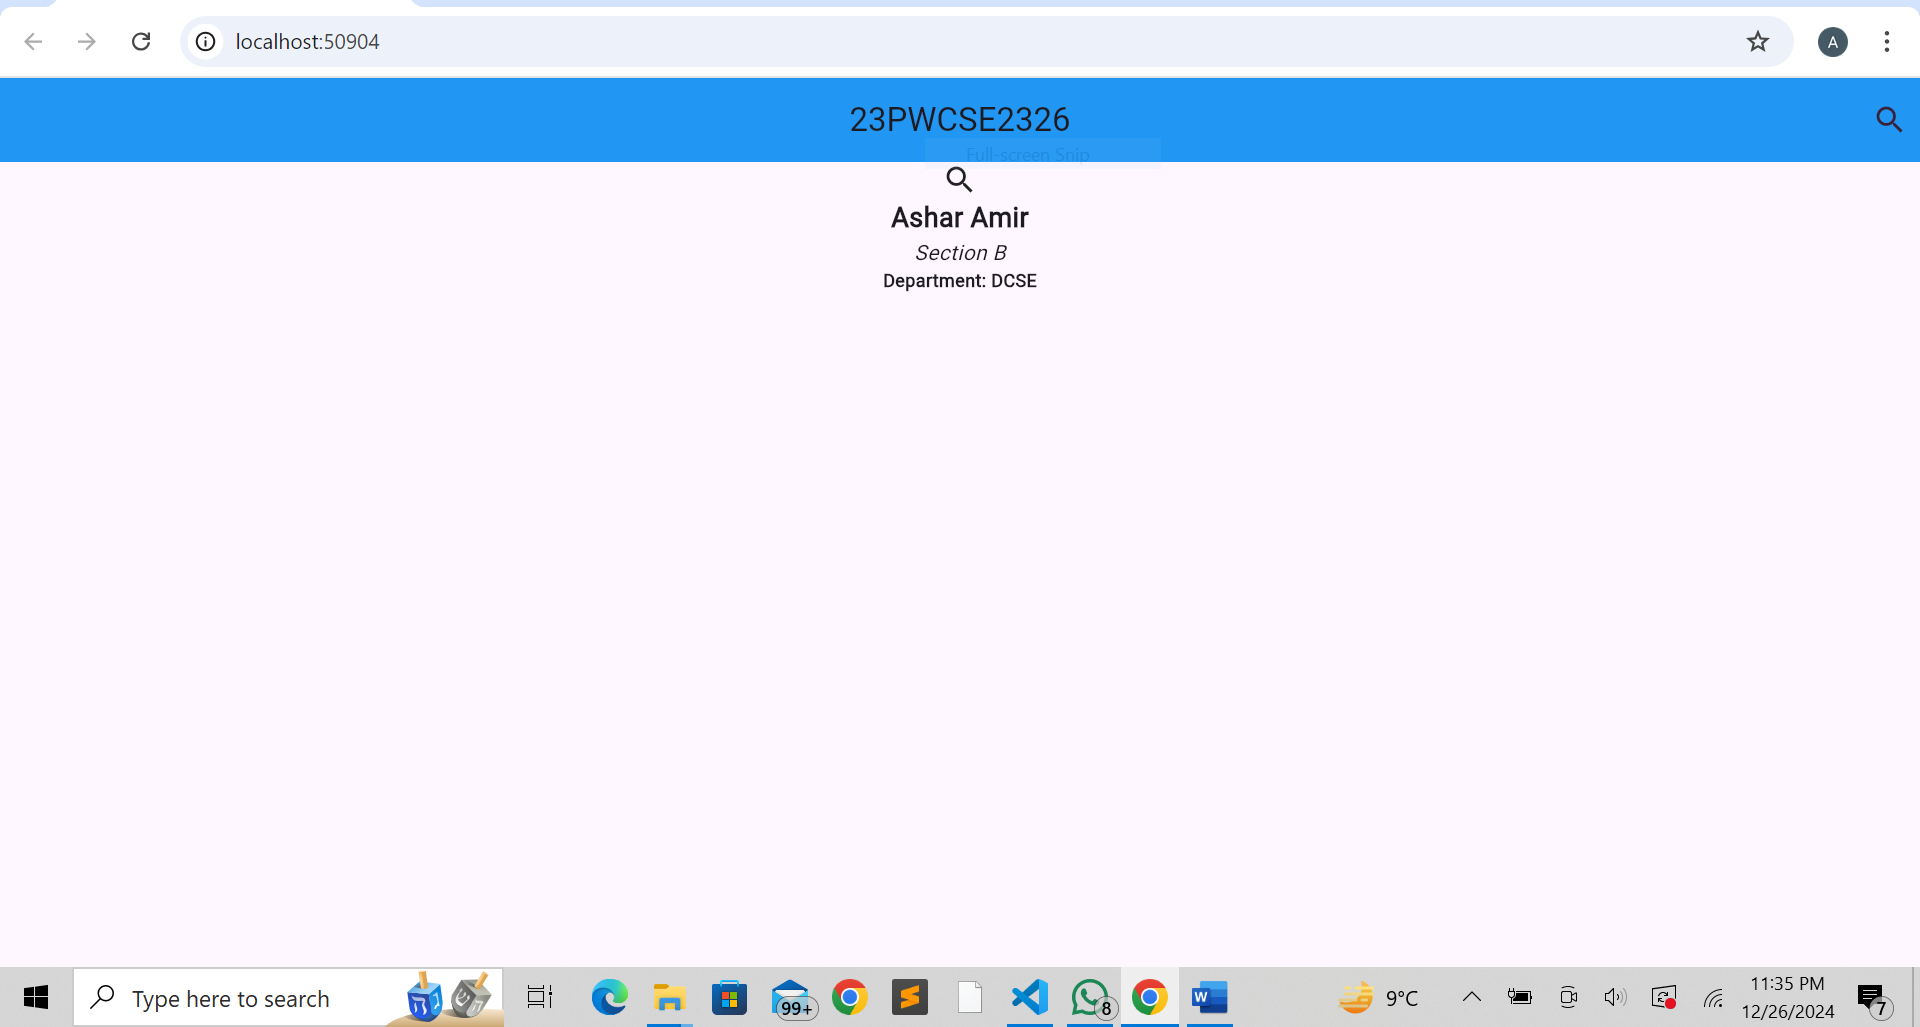 localhost:50904
A
23PWCSE2326
Full-screen Snip
Ashar Amir
Section B
Department: DCSE
Type here to search
99+
8
W
9°C
11:35 PM
12/26/2024
7